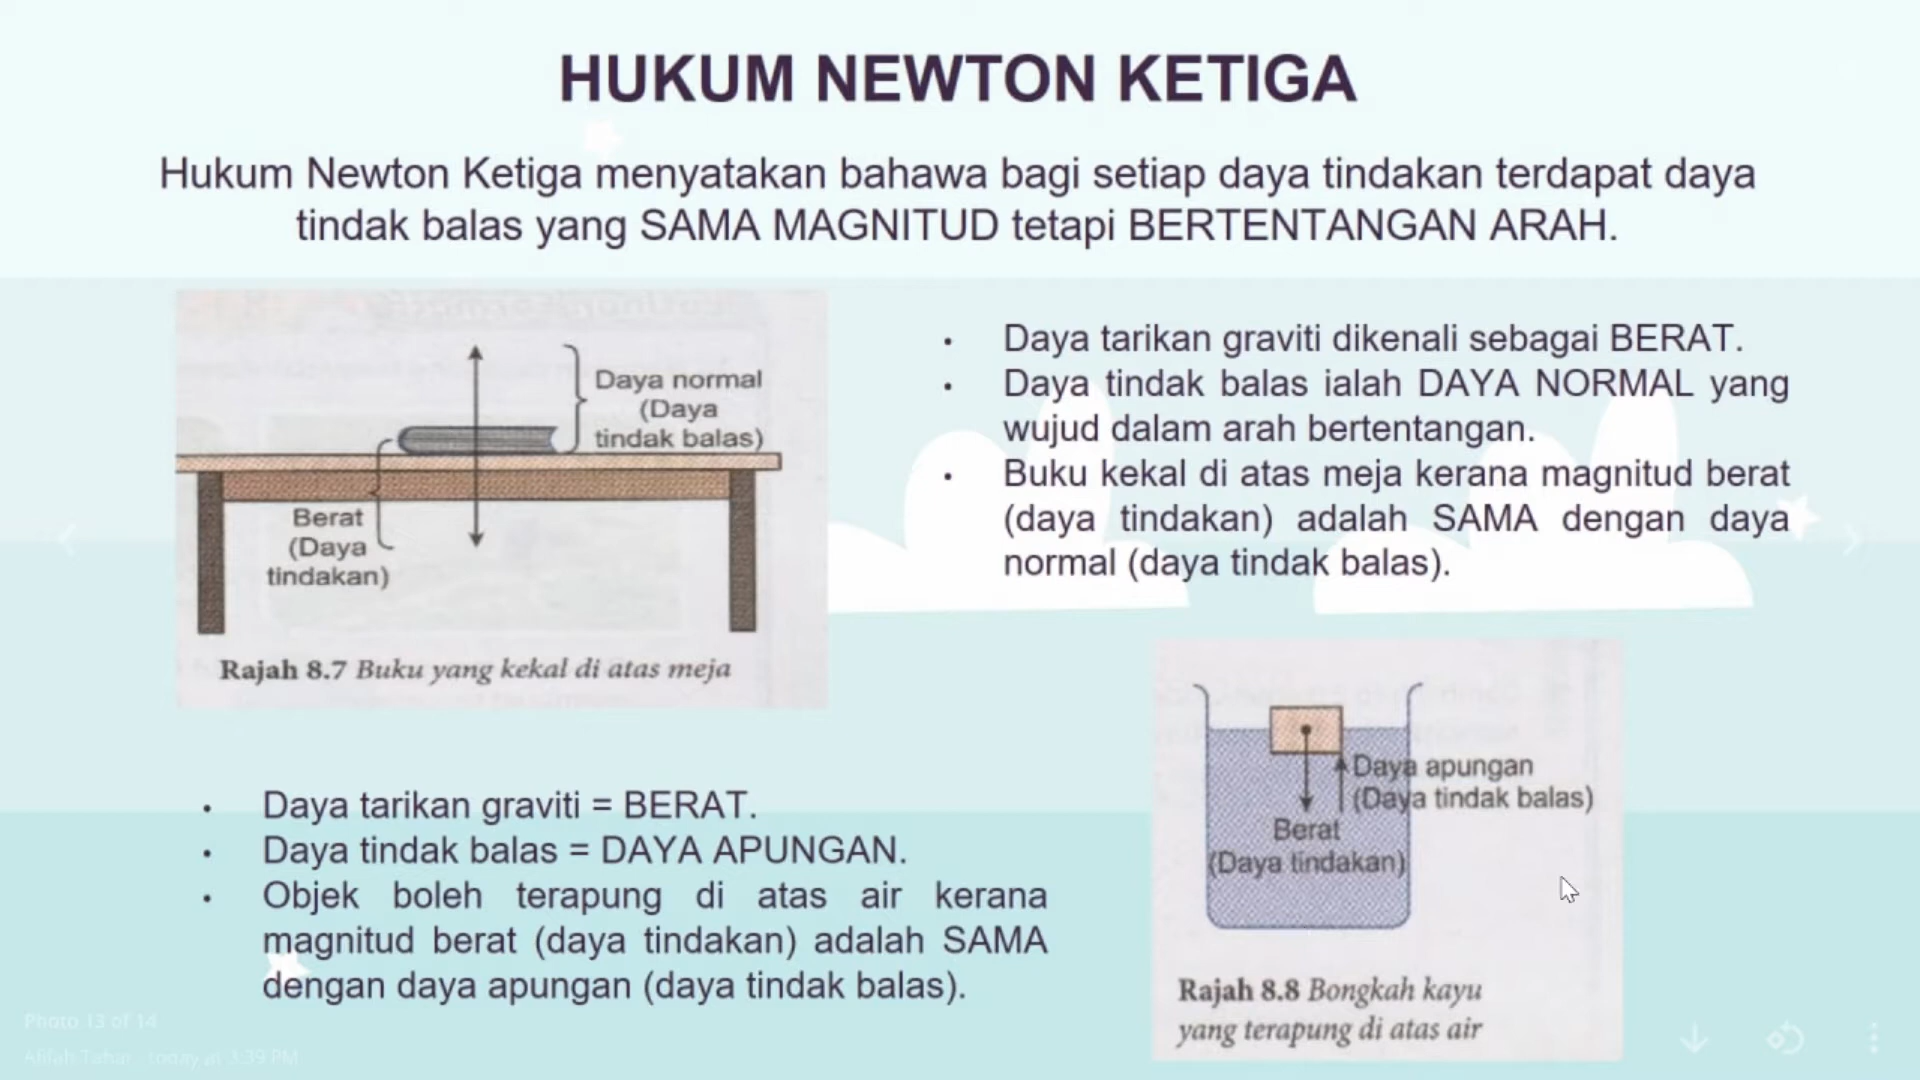 HUKUM NEWTON KETIGA
Hukum Newton Ketiga menyatakan bahawa bagi setiap daya tindakan terdapat daya
tindak balas yang SAMA MAGNITUD tetapi BERTENTANGAN ARAH.
Daya normal
(Daya
tindak balas)
Berat
(Daya
tindakan)
Rajah 8.7 Buku yang kekal di atas meja
• Daya tarikan graviti dikenali sebagai BERAT.
• Daya tindak balas ialah DAYA NORMAL yang
wujud dalam arah bertentangan.
• Buku kekal di atas meja kerana magnitud berat
(daya tindakan) adalah SAMA dengan daya
normal (daya tindak balas).
• Daya tarikan graviti = BERAT.
• Daya tindak balas = DAYA APUNGAN.
• Objek boleh terapung di atas air kerana
magnitud berat (daya tindakan) adalah SAMA
dengan daya apungan (daya tindak balas).
Daya apungan
(Daya tindak balas)
Berat
(Daya tindakan)
Rajah 8.8 Bongkah kayu
yang terapung di atas air
Photo 13 of 14
Tahar - today at 1:39 PM